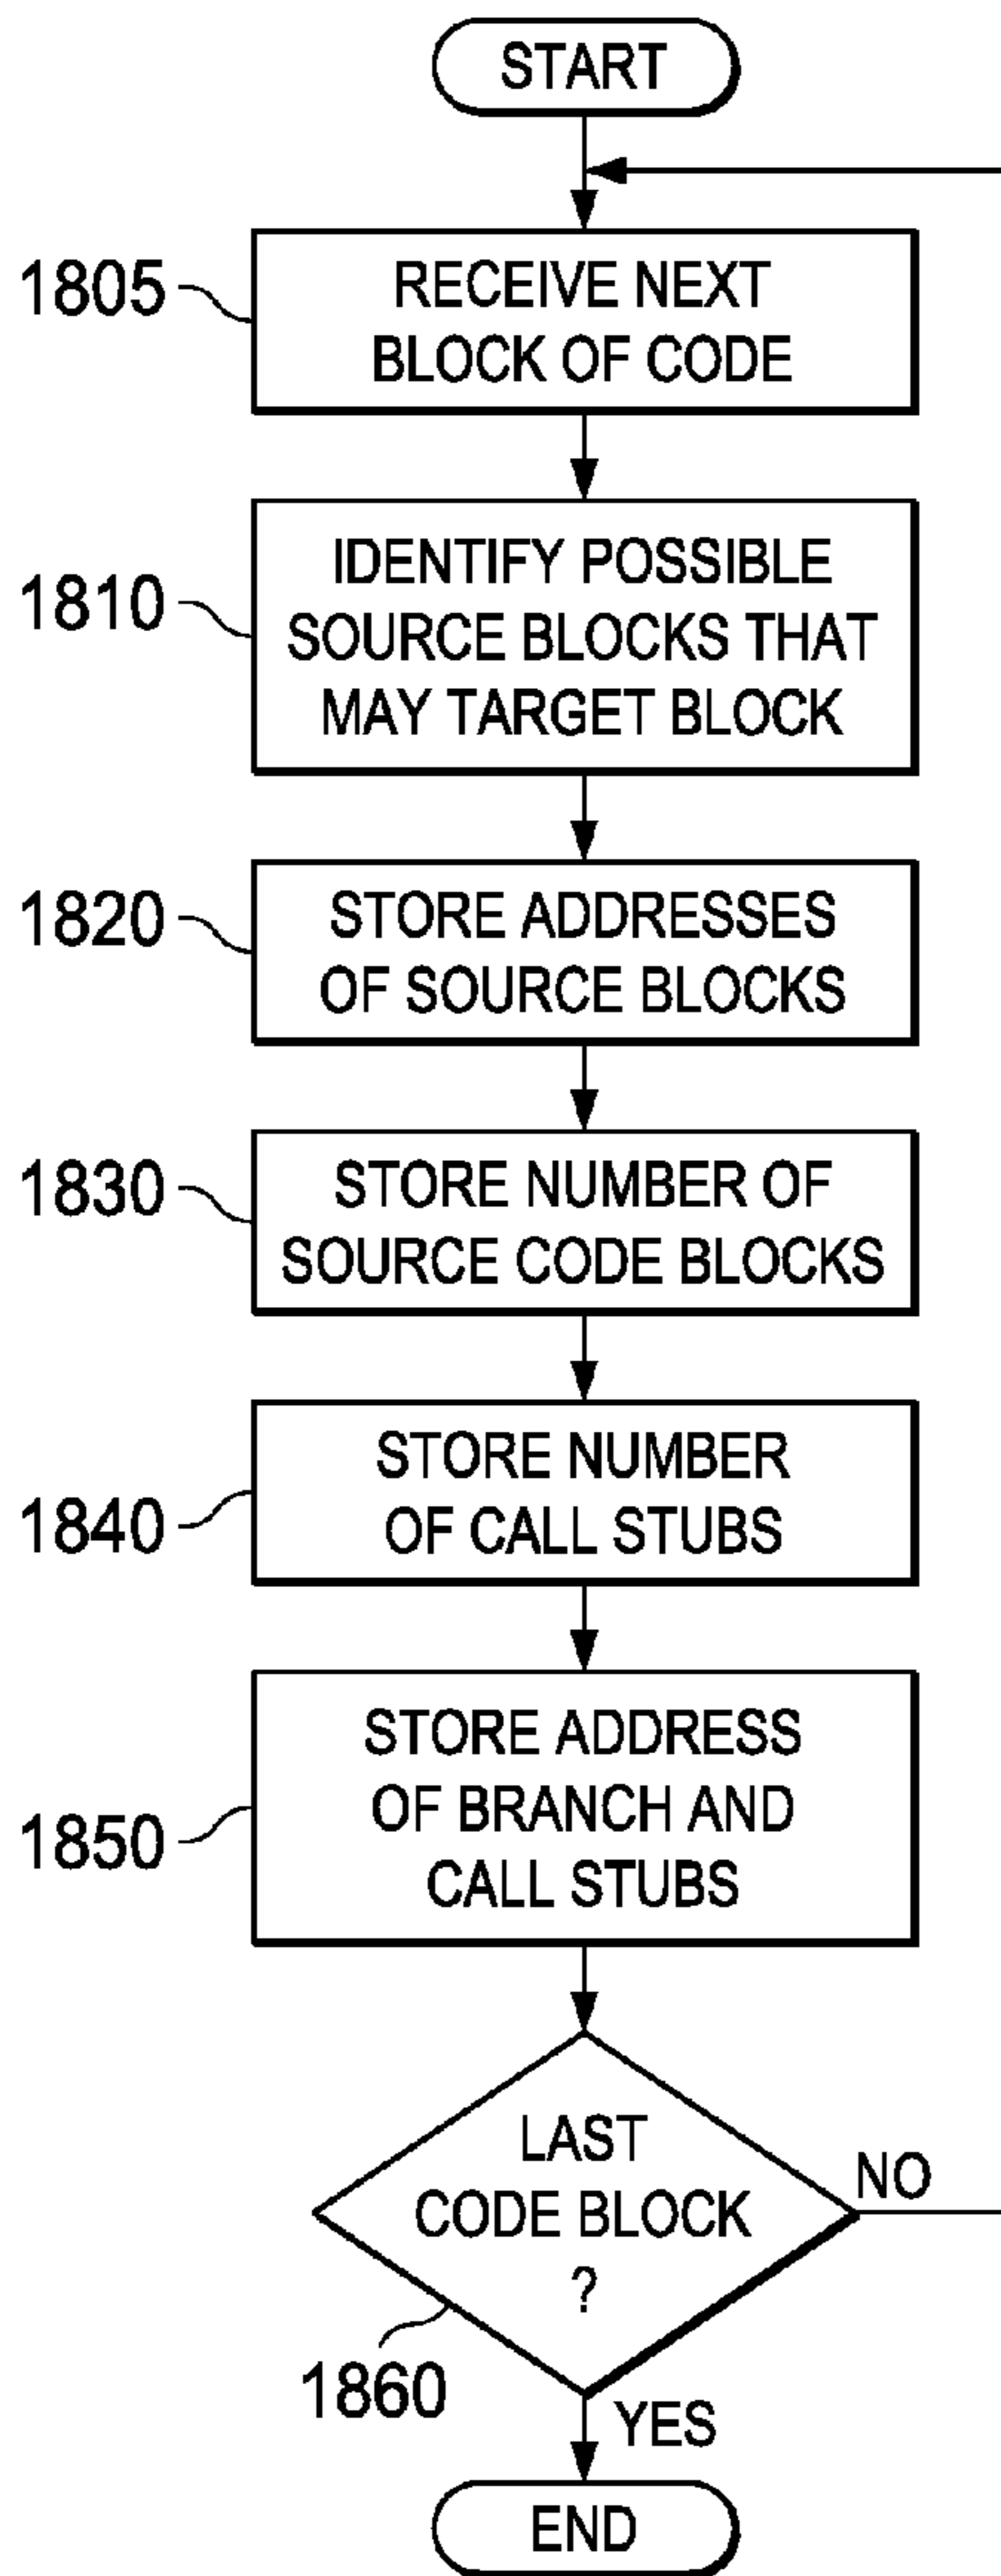 START
1805
RECEIVE NEXT
BLOCK OF CODE
1810
IDENTIFY POSSIBLE
SOURCE BLOCKS THAT
MAY TARGET BLOCK
1820
STORE ADDRESSES
OF SOURCE BLOCKS
1830
STORE NUMBER OF
SOURCE CODE BLOCKS
1840
STORE NUMBER
OF CALL STUBS
1850
STORE ADDRESS
OF BRANCH AND
CALL STUBS
LAST
CODE BLOCK
?
NO
1860
YES
END